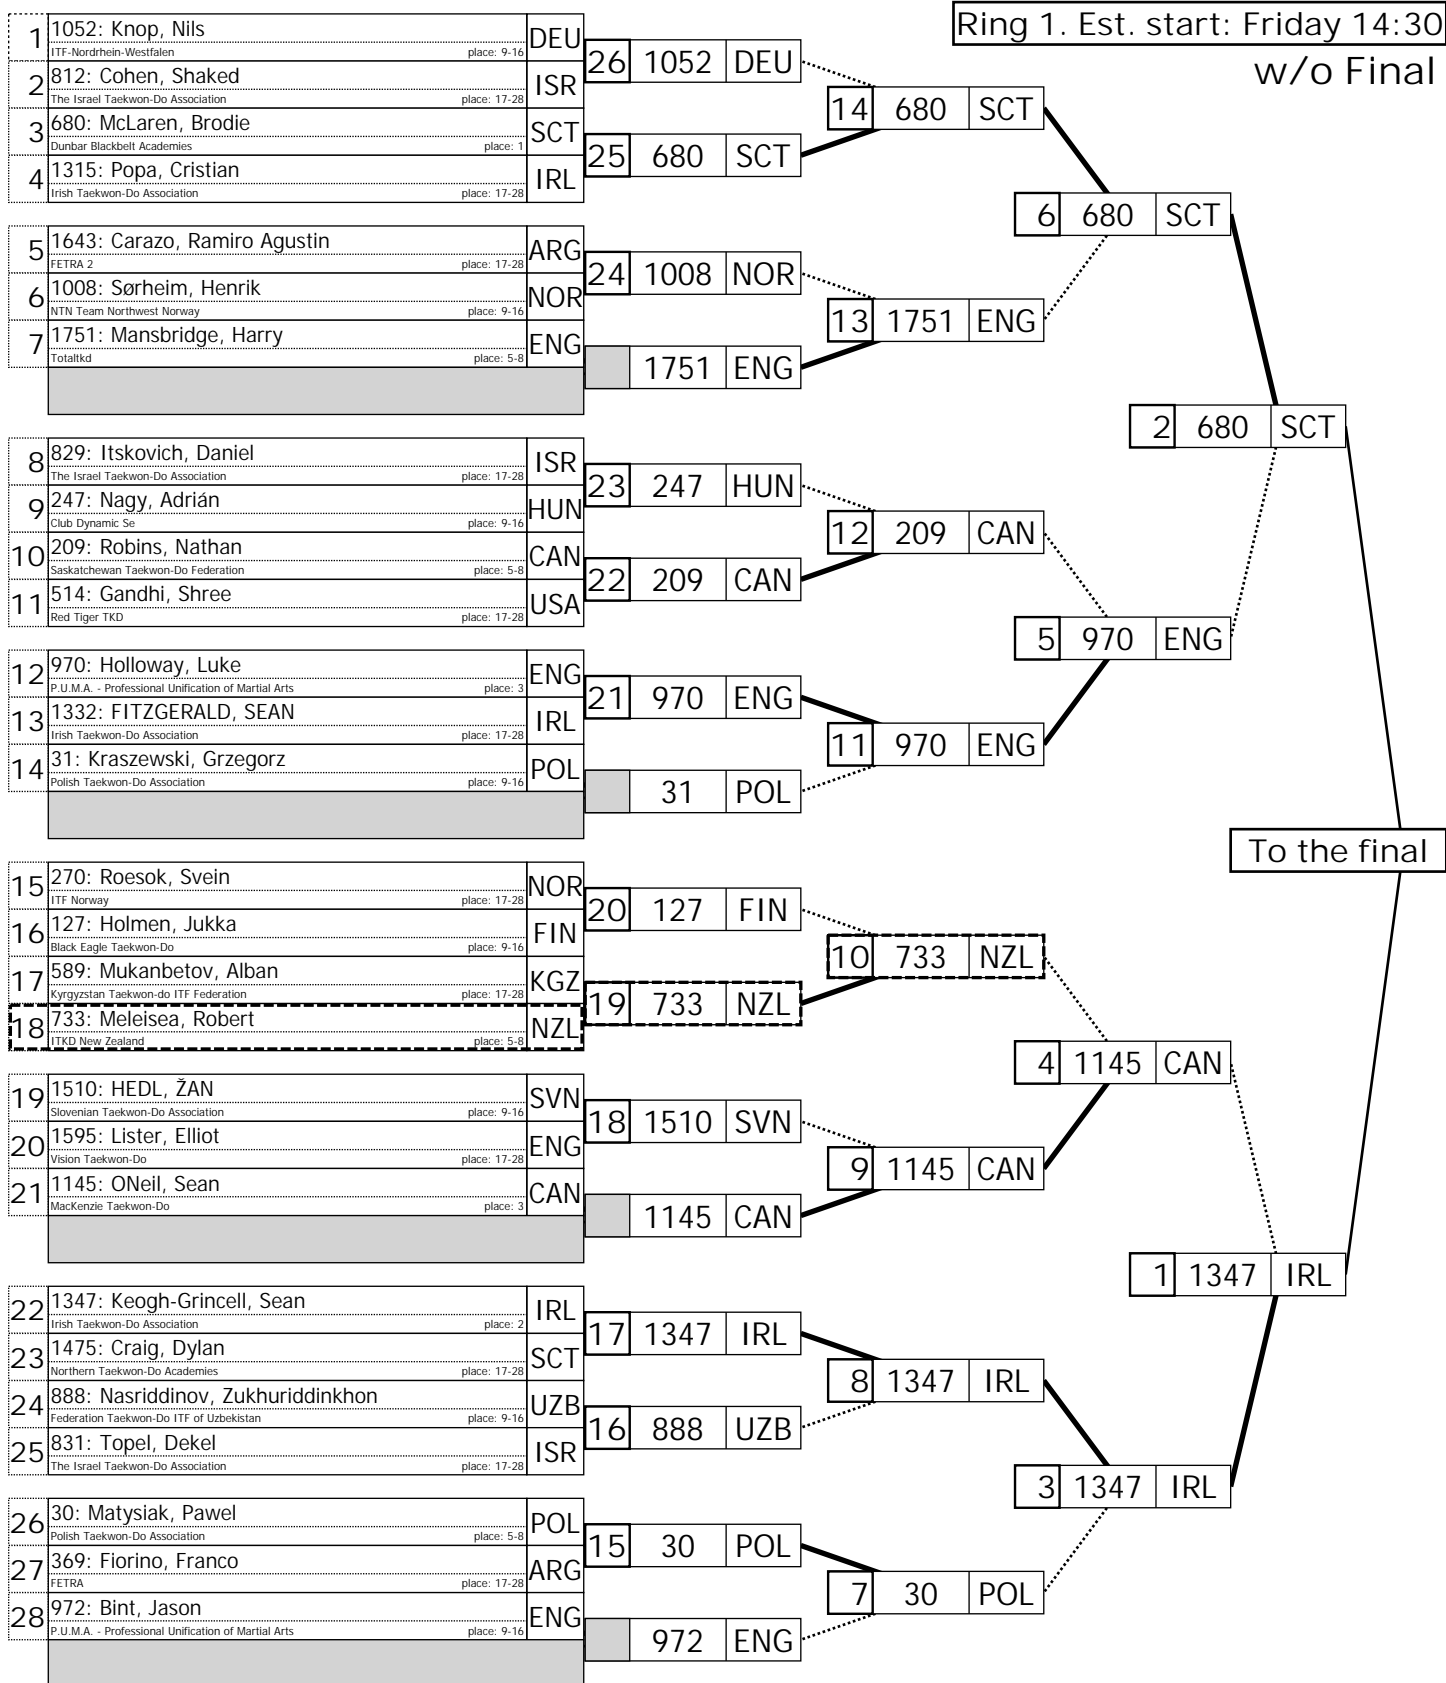 Ring 1. Est. start: Friday 14:30
w/o Final
1 1052: Knop, Nils DEU
ITF-Nordrhein-Westfalen place: 9-16
2 812: Cohen, Shaked ISR
The Israel Taekwon-Do Association place: 17-28
3 680: McLaren, Brodie SCT
Dunbar Blackbelt Academies place: 1
4 1315: Popa, Cristian IRL
Irish Taekwon-Do Association place: 17-28
5 1643: Carazo, Ramiro Agustin ARG
FETRA 2 place: 17-28
6 1008: Sørheim, Henrik NOR
NTN Team Northwest Norway place: 9-16
7 1751: Mansbridge, Harry ENG
Totaltkd place: 5-8
8 829: Itskovich, Daniel ISR
The Israel Taekwon-Do Association place: 17-28
9 247: Nagy, Adrián HUN
Club Dynamic Se place: 9-16
10 209: Robins, Nathan CAN
Saskatchewan Taekwon-Do Federation place: 5-8
11 514: Gandhi, Shree USA
Red Tiger TKD place: 17-28
12 970: Holloway, Luke ENG
P.U.M.A. - Professional Unification of Martial Arts place: 3
13 1332: FITZGERALD, SEAN IRL
Irish Taekwon-Do Association place: 17-28
14 31: Kraszewski, Grzegorz POL
Polish Taekwon-Do Association place: 9-16
15 270: Roesok, Svein NOR
ITF Norway place: 17-28
16 127: Holmen, Jukka FIN
Black Eagle Taekwon-Do place: 9-16
17 589: Mukanbetov, Alban KGZ
Kyrgyzstan Taekwon-do ITF Federation place: 17-28
18 733: Meleisea, Robert NZL
ITKD New Zealand place: 5-8
19 1510: HEDL, ŽAN SVN
Slovenian Taekwon-Do Association place: 9-16
20 1595: Lister, Elliot ENG
Vision Taekwon-Do place: 17-28
21 1145: ONeil, Sean CAN
MacKenzie Taekwon-Do place: 3
22 1347: Keogh-Grincell, Sean IRL
Irish Taekwon-Do Association place: 2
23 1475: Craig, Dylan SCT
Northern Taekwon-Do Academies place: 17-28
24 888: Nasriddinov, Zukhuriddinkhon UZB
Federation Taekwon-Do ITF of Uzbekistan place: 9-16
25 831: Topel, Dekel ISR
The Israel Taekwon-Do Association place: 17-28
26 30: Matysiak, Pawel POL
Polish Taekwon-Do Association place: 5-8
27 369: Fiorino, Franco ARG
FETRA place: 17-28
28 972: Bint, Jason ENG
P.U.M.A. - Professional Unification of Martial Arts place: 9-16
26 1052 DEU
25 680 SCT
24 1008 NOR
1751 ENG
23 247 HUN
22 209 CAN
21 970 ENG
31 POL
20 127 FIN
19 733 NZL
18 1510 SVN
1145 CAN
17 1347 IRL
16 888 UZB
15 30 POL
972 ENG
14 680 SCT
13 1751 ENG
12 209 CAN
11 970 ENG
10 733 NZL
9 1145 CAN
8 1347 IRL
7 30 POL
6 680 SCT
5 970 ENG
4 1145 CAN
3 1347 IRL
2 680 SCT
1 1347 IRL
To the final